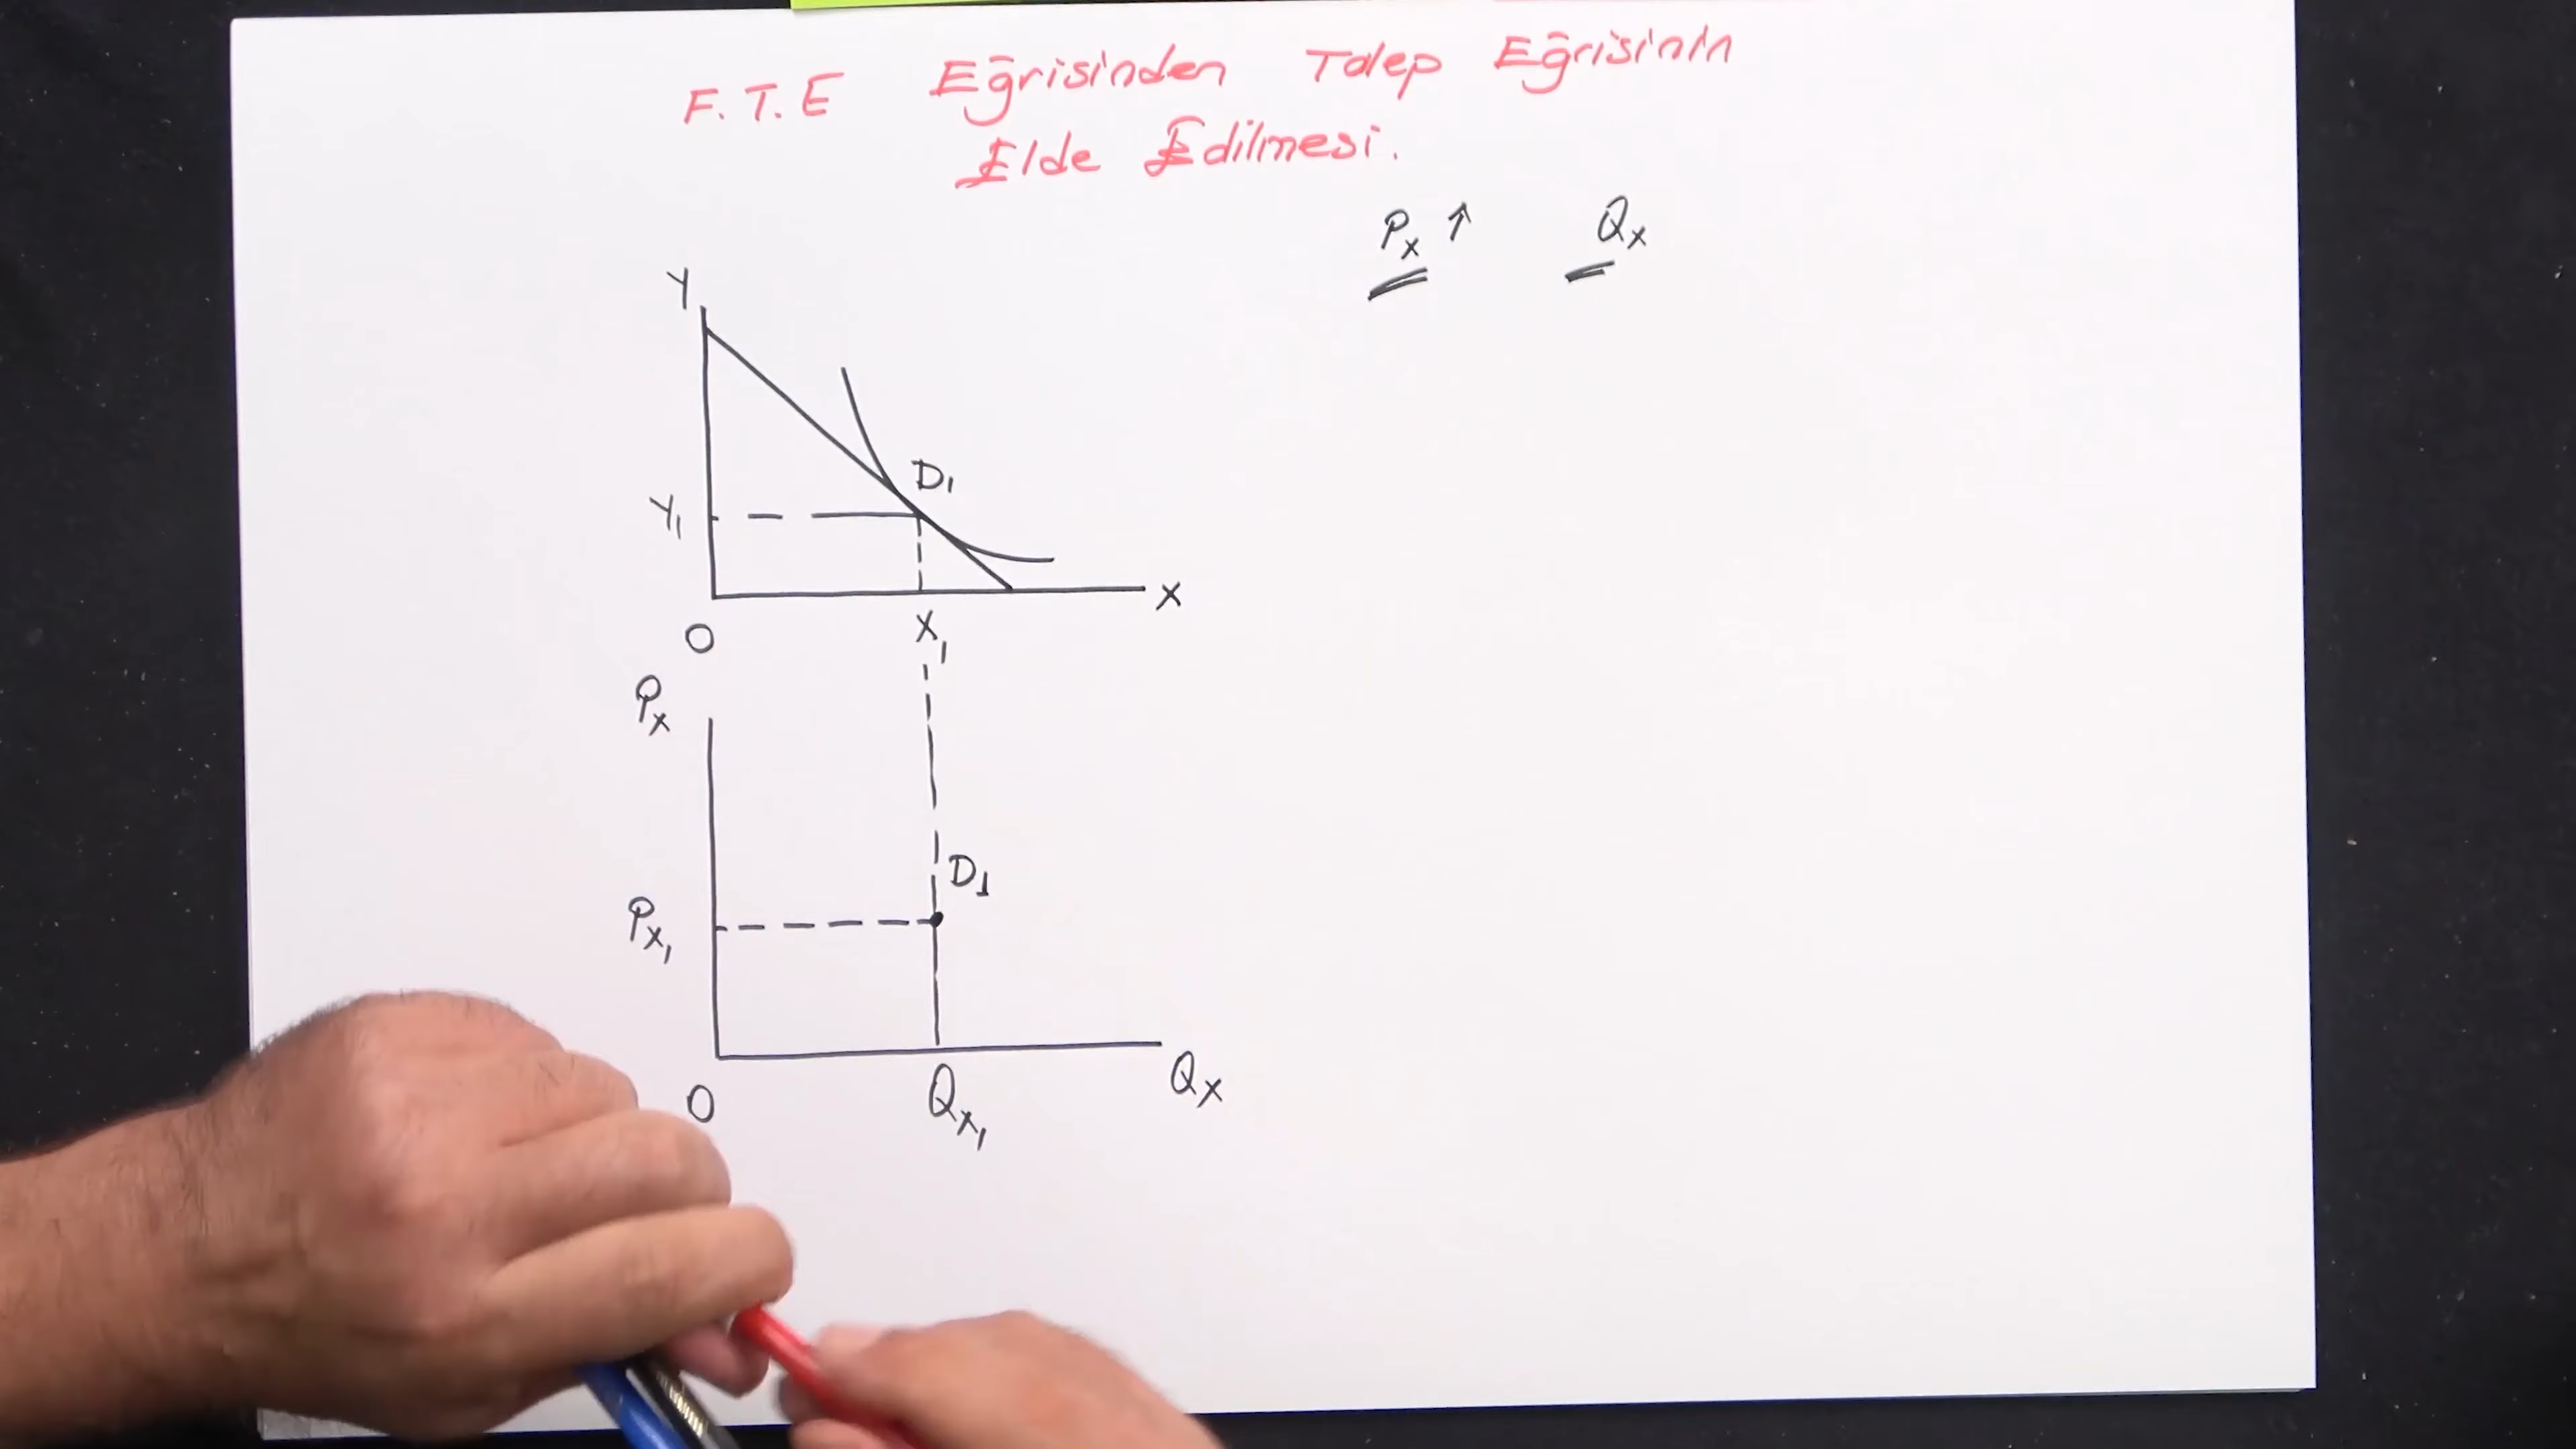 F.T.E Eğrisinden Talep Eğrisinin
Elde Edilmesi.
Px ↑ Qx
Y
D1
Y1
X
O
X1
Px
D1
Px1
Qx
O
Qx1